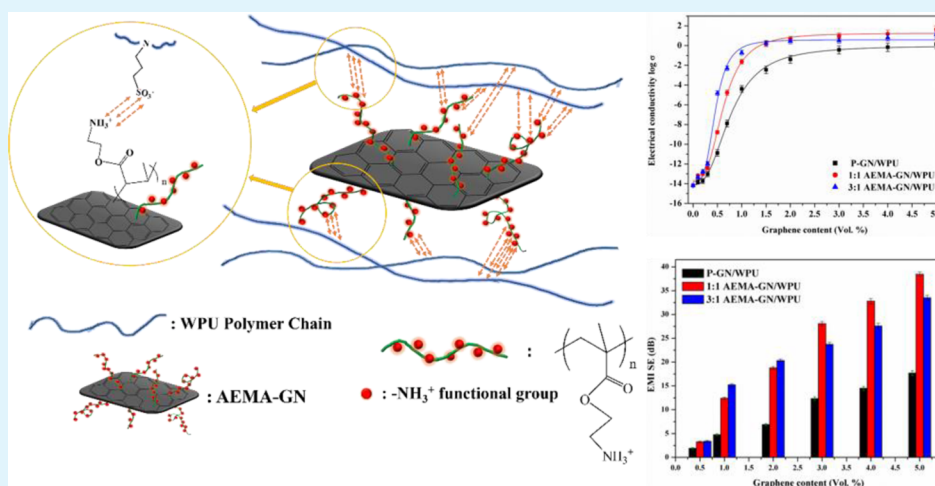 N
SO₃⁻
NH₃⁺
O
O
n
: WPU Polymer Chain
: AEMA-GN
:
: -NH₃⁺ functional group
n
O
O
NH₃⁺
Electrical conductivity log σ
2
0
-2
-4
-6
-8
-10
-12
-14
-16
P-GN/WPU
1:1 AEMA-GN/WPU
3:1 AEMA-GN/WPU
0.0 0.5 1.0 1.5 2.0 2.5 3.0 3.5 4.0 4.5 5.0
Graphene content (Vol. %)
EMI SE (dB)
40
35
30
25
20
15
10
5
0
P-GN/WPU
1:1 AEMA-GN/WPU
3:1 AEMA-GN/WPU
0.0 0.5 1.0 1.5 2.0 2.5 3.0 3.5 4.0 4.5 5.0
Graphene content (Vol. %)